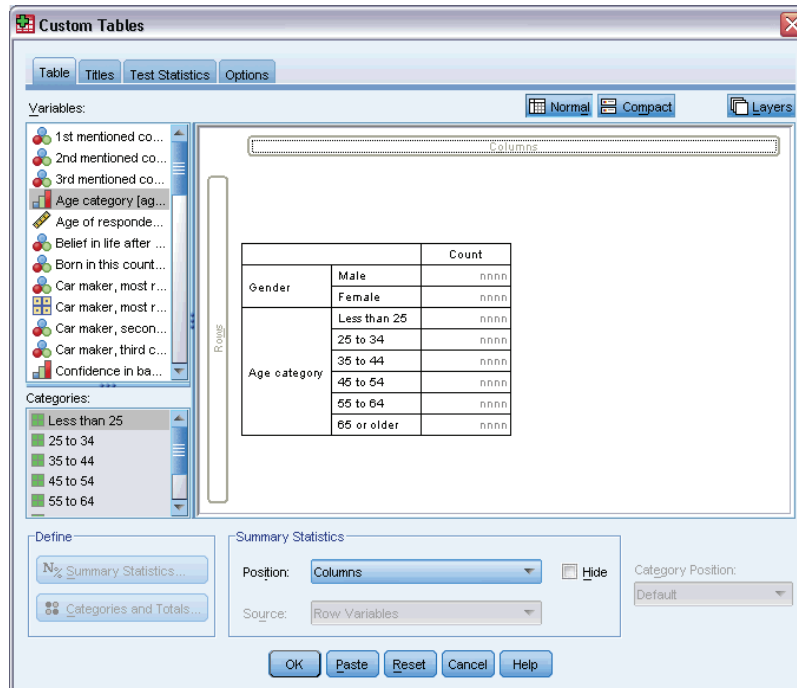 Custom Tables
Table Titles Test Statistics Options
Variables:
Normal Compact Layers
1st mentioned co...
2nd mentioned co...
3rd mentioned co...
Age category [ag...
Age of responde...
Belief in life after ...
Born in this count...
Car maker, most r...
Car maker, most r...
Car maker, secon...
Car maker, third c...
Confidence in ba...
Categories:
Less than 25
25 to 34
35 to 44
45 to 54
55 to 64
Columns
Rows
Count
Gender Male nnnn
Female nnnn
Age category Less than 25 nnnn
25 to 34 nnnn
35 to 44 nnnn
45 to 54 nnnn
55 to 64 nnnn
65 or older nnnn
Define
N% Summary Statistics...
Categories and Totals...
Summary Statistics
Position: Columns Hide
Source: Row Variables
Category Position:
Default
OK Paste Reset Cancel Help